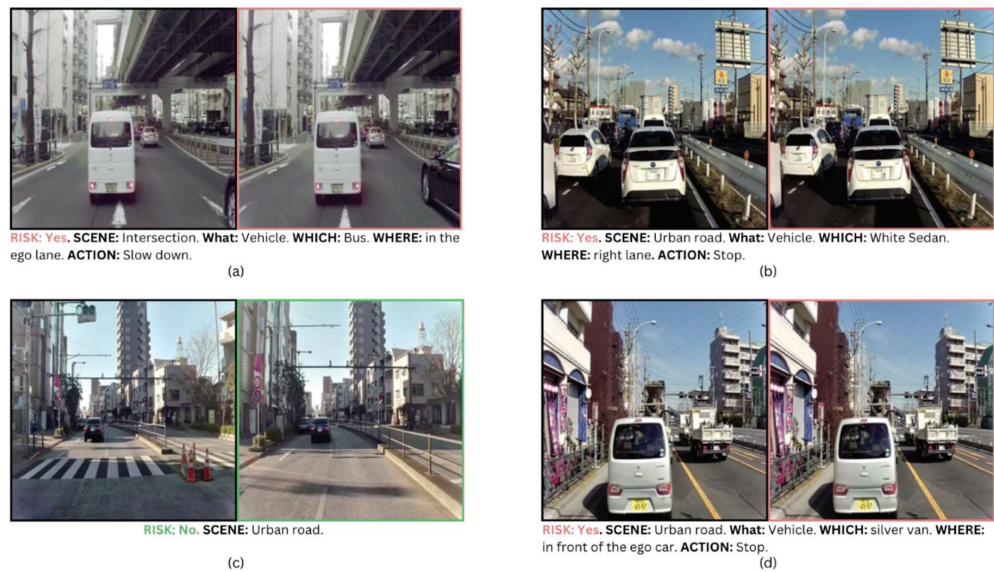 RISK: Yes. SCENE: Intersection. What: Vehicle. WHICH: Bus. WHERE: in the
ego lane. ACTION: Slow down.
(a)
RISK: Yes. SCENE: Urban road. What: Vehicle. WHICH: White Sedan.
WHERE: right lane. ACTION: Stop.
(b)
RISK: No. SCENE: Urban road.
(c)
RISK: Yes. SCENE: Urban road. What: Vehicle. WHICH: silver van. WHERE:
in front of the ego car. ACTION: Stop.
(d)